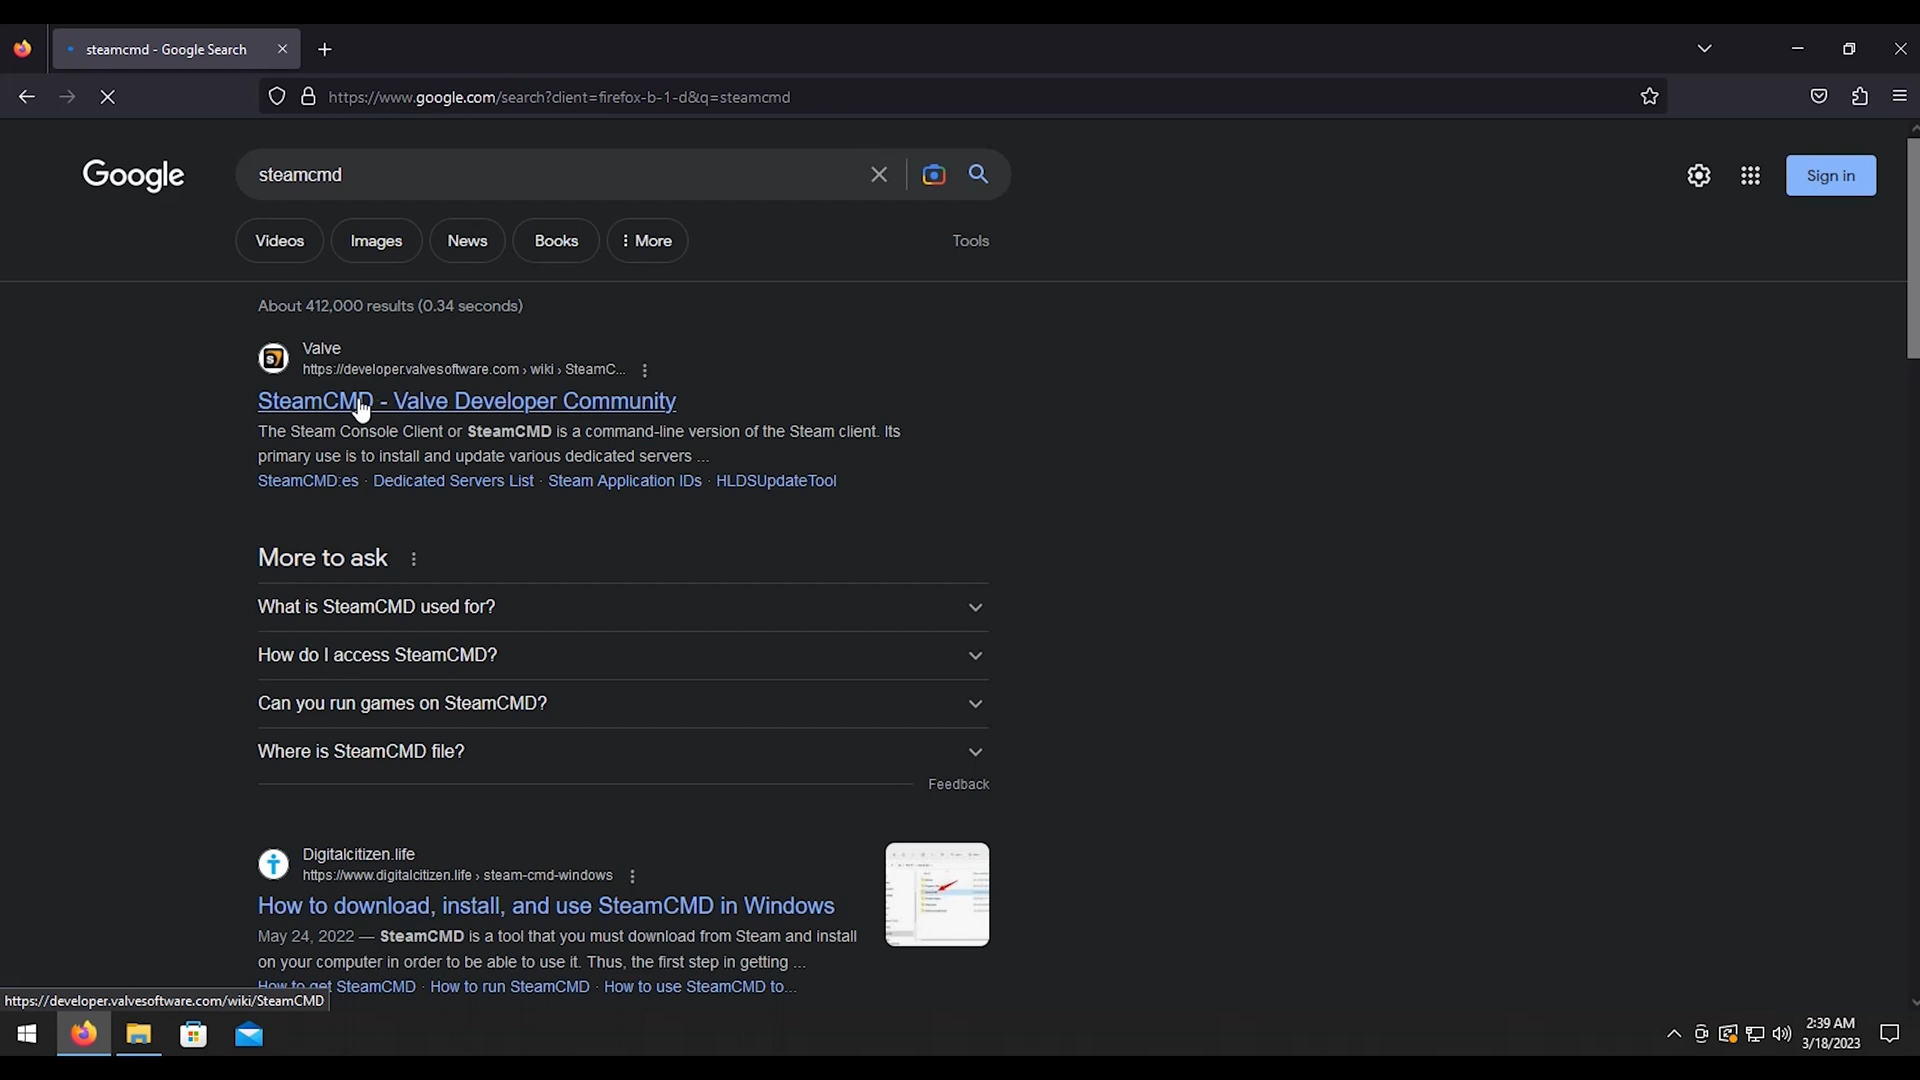 steamcmd - Google Search
https://www.google.com/search?client=firefox-b-1-d&q=steamcmd
Google
steamcmd
Sign in
Videos
Images
News
Books
More
Tools
About 412,000 results (0.34 seconds)
Valve
https://developer.valvesoftware.com › wiki › SteamC...
SteamCMD - Valve Developer Community
The Steam Console Client or SteamCMD is a command-line version of the Steam client. Its
primary use is to install and update various dedicated servers ...
SteamCMD:es · Dedicated Servers List · Steam Application IDs · HLDSUpdateTool
More to ask
What is SteamCMD used for?
How do I access SteamCMD?
Can you run games on SteamCMD?
Where is SteamCMD file?
Feedback
Digitalcitizen.life
https://www.digitalcitizen.life › steam-cmd-windows
How to download, install, and use SteamCMD in Windows
May 24, 2022 — SteamCMD is a tool that you must download from Steam and install
on your computer in order to be able to use it. Thus, the first step in getting ...
How to get SteamCMD · How to run SteamCMD · How to use SteamCMD to...
https://developer.valvesoftware.com/wiki/SteamCMD
2:39 AM
3/18/2023